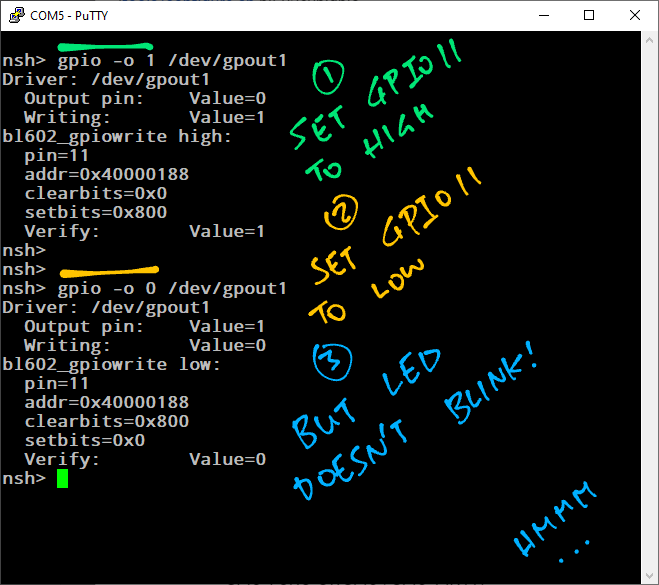 COM5 - PuTTY
nsh> gpio -o 1 /dev/gpout1
Driver: /dev/gpout1
  Output pin:    Value=0
  Writing:       Value=1
bl602_gpiowrite high:
  pin=11
  addr=0x40000188
  clearbits=0x0
  setbits=0x800
  Verify:        Value=1
nsh>
nsh>
nsh> gpio -o 0 /dev/gpout1
Driver: /dev/gpout1
  Output pin:    Value=1
  Writing:       Value=0
bl602_gpiowrite low:
  pin=11
  addr=0x40000188
  clearbits=0x800
  setbits=0x0
  Verify:        Value=0
nsh>
1
SET GPIO11
TO HIGH
2
SET GPIO11
TO LOW
3
BUT LED
DOESN'T BLINK!
HMMM
...